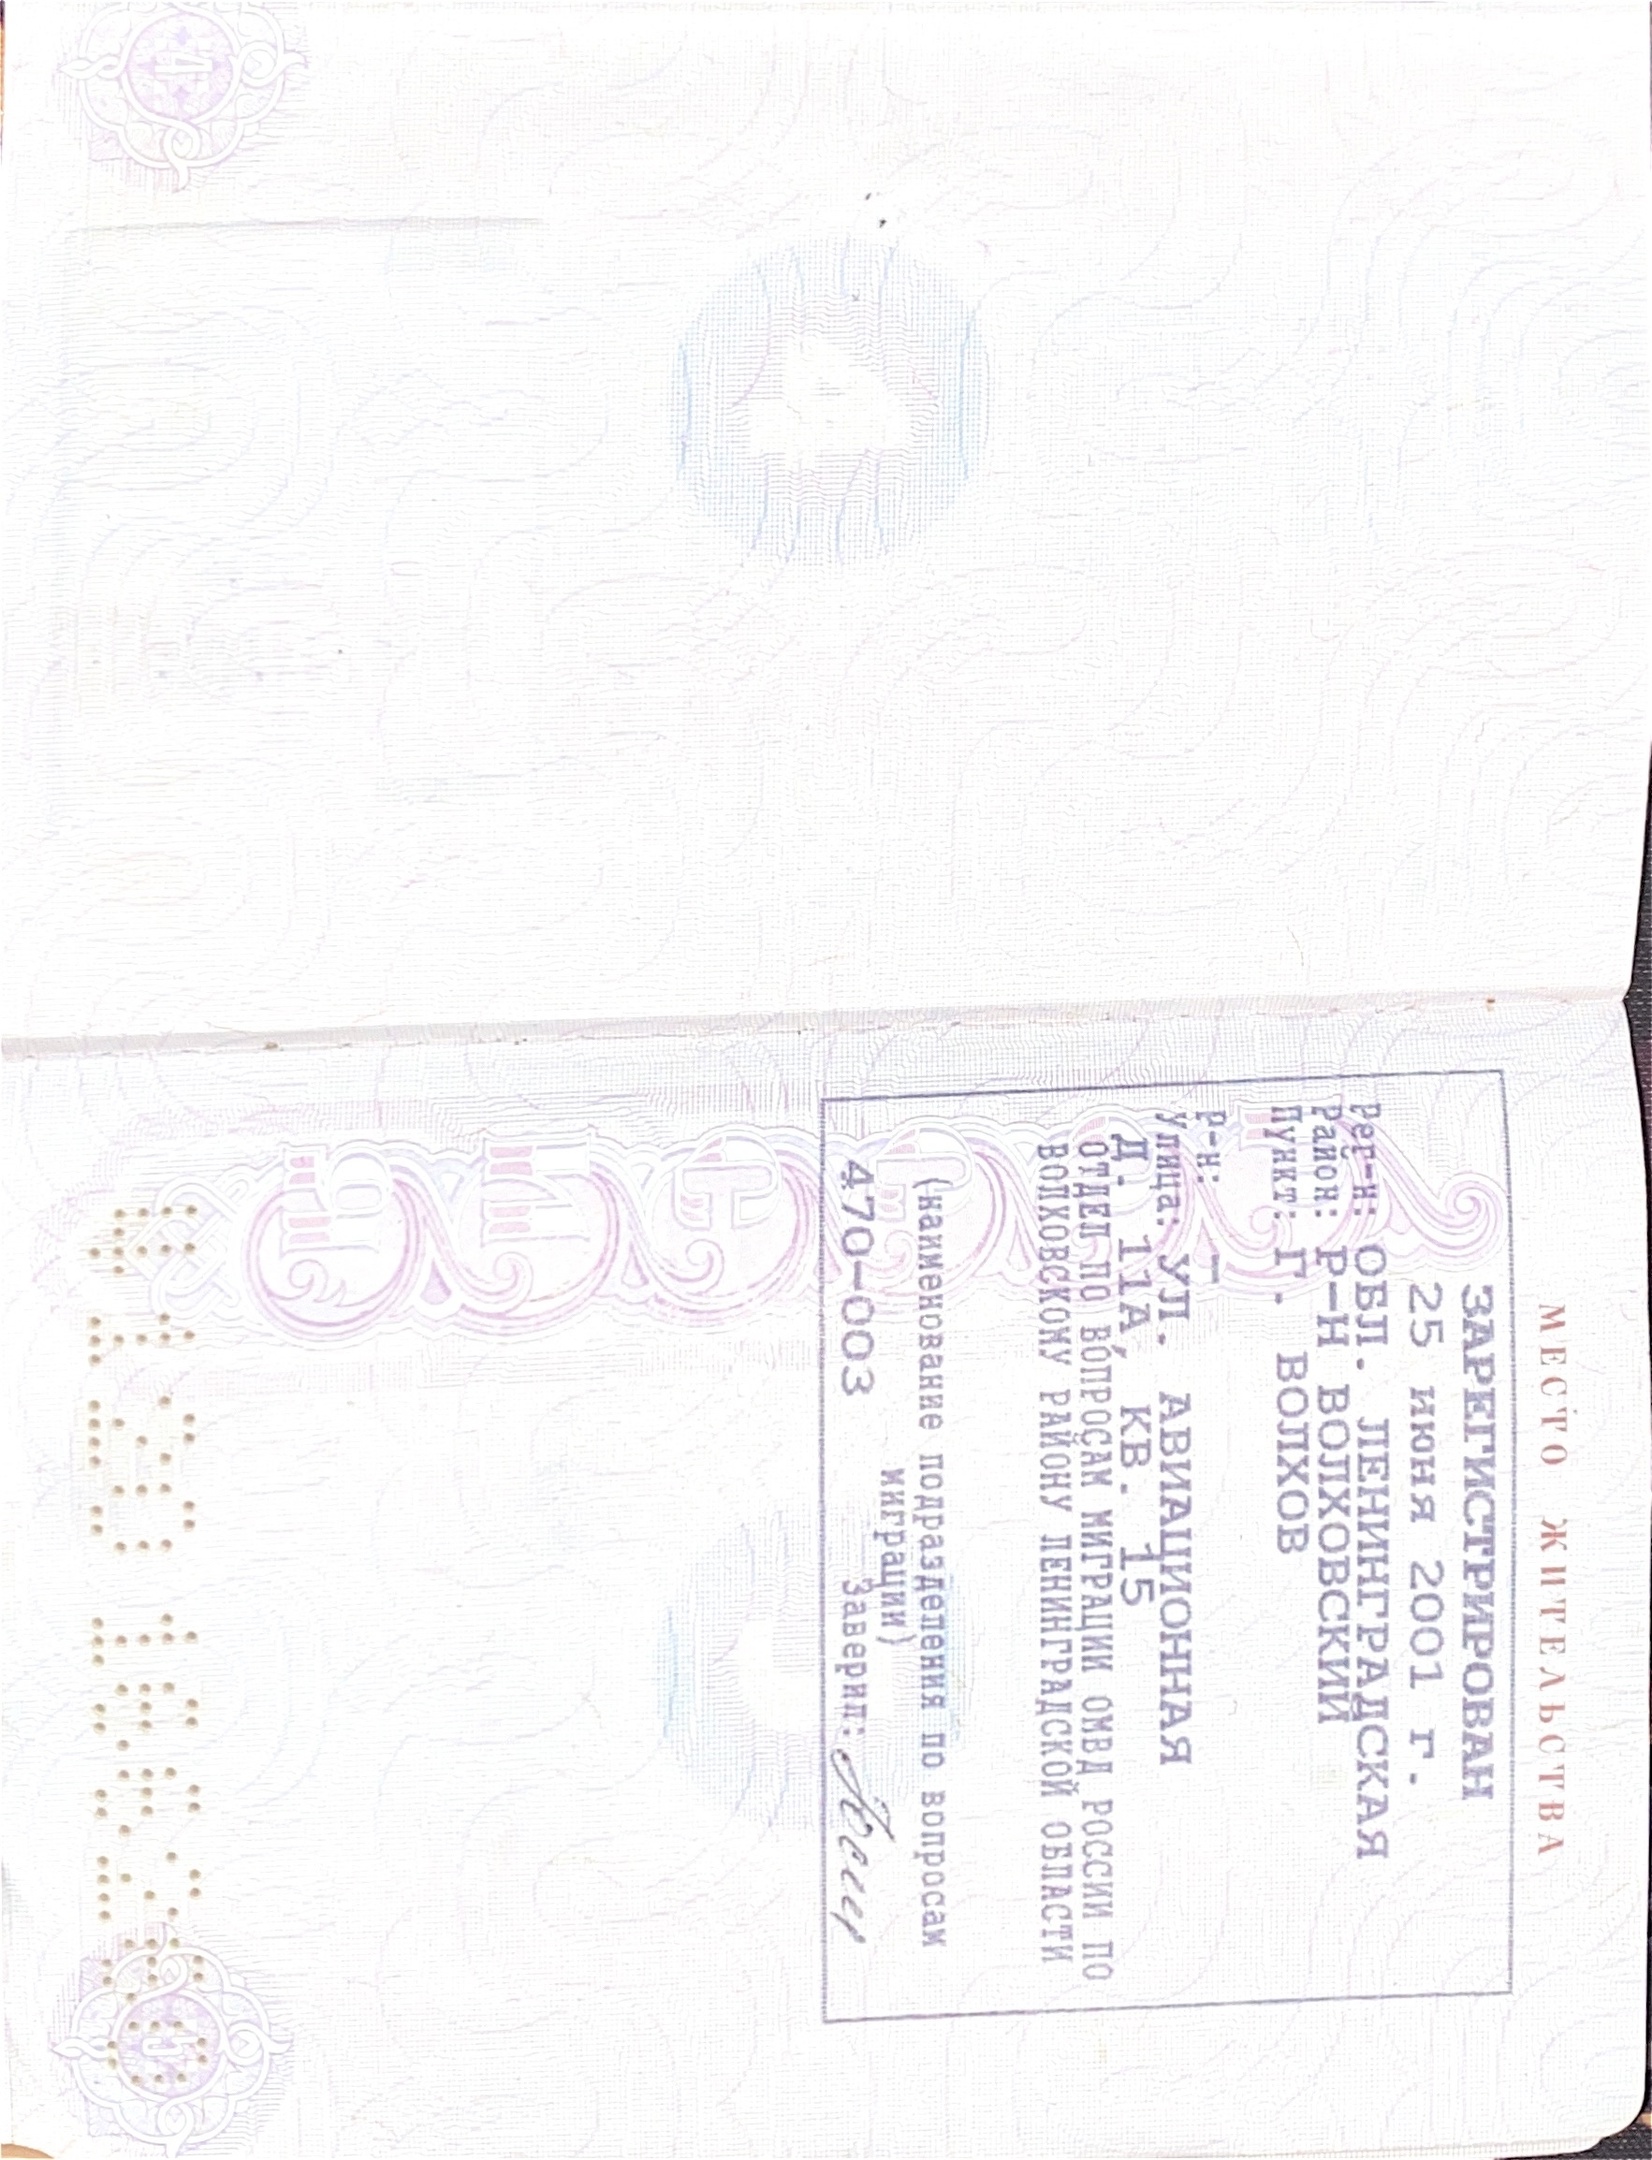 МЕСТО ЖИТЕЛЬСТВА
ЗАРЕГИСТРИРОВАН
25 июня 2001 г.
Рег-н: ОБЛ. ЛЕНИНГРАДСКАЯ
Район: Р-Н ВОЛХОВСКИЙ
Пункт: Г. ВОЛХОВ
Р-н: -
Улица: УЛ. АВИАЦИОННАЯ
Д. 11А, КВ. 15
ОТДЕЛ ПО ВОПРОСАМ МИГРАЦИИ ОМВД РОССИИ ПО
ВОЛХОВСКОМУ РАЙОНУ ЛЕНИНГРАДСКОЙ ОБЛАСТИ
(наименование подразделения по вопросам
миграции)
470-003 Заверил:
5
4